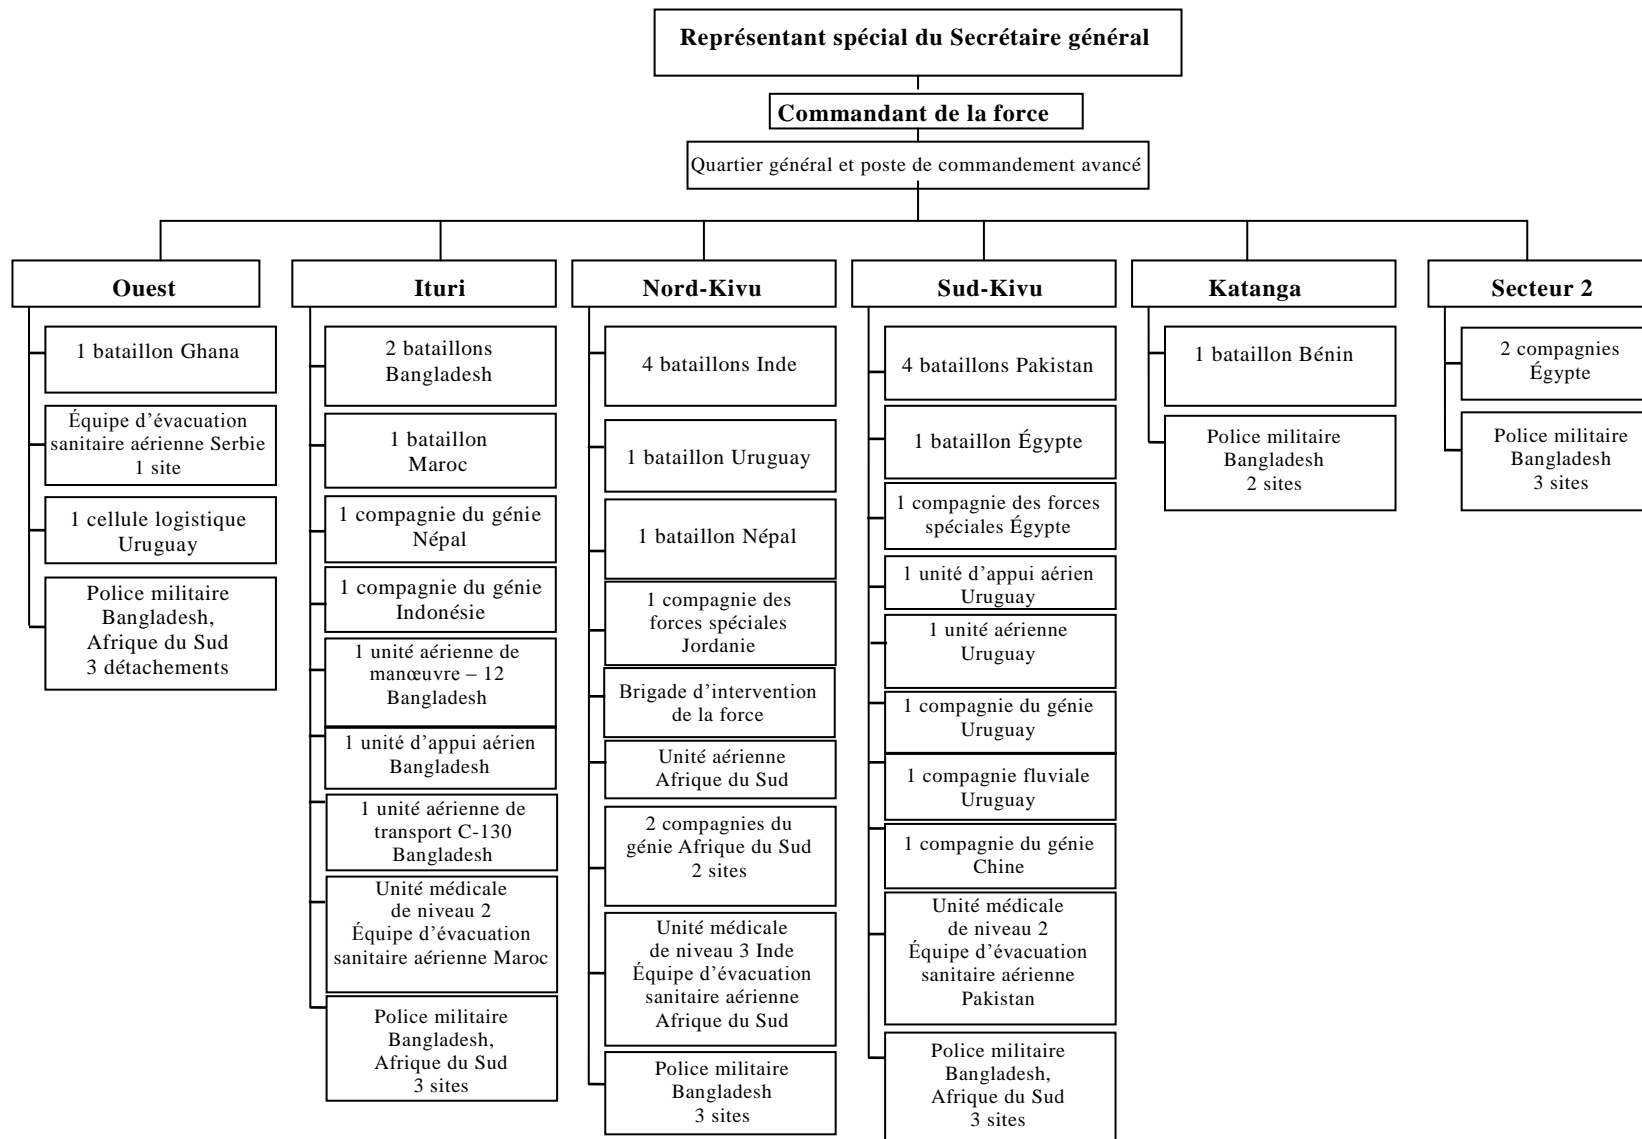 Représentant spécial du Secrétaire général
Commandant de la force
Quartier général et poste de commandement avancé
Ouest
1 bataillon Ghana
Équipe d’évacuation
sanitaire aérienne Serbie
1 site
1 cellule logistique
Uruguay
Police militaire
Bangladesh,
Afrique du Sud
3 détachements
Ituri
2 bataillons
Bangladesh
1 bataillon
Maroc
1 compagnie du génie
Népal
1 compagnie du génie
Indonésie
1 unité aérienne de
manœuvre – 12
Bangladesh
1 unité d’appui aérien
Bangladesh
1 unité aérienne de
transport C-130
Bangladesh
Unité médicale
de niveau 2
Équipe d’évacuation
sanitaire aérienne Maroc
Police militaire
Bangladesh,
Afrique du Sud
3 sites
Nord-Kivu
4 bataillons Inde
1 bataillon Uruguay
1 bataillon Népal
1 compagnie des
forces spéciales
Jordanie
Brigade d’intervention
de la force
Unité aérienne
Afrique du Sud
2 compagnies du
génie Afrique du Sud
2 sites
Unité médicale
de niveau 3 Inde
Équipe d’évacuation
sanitaire aérienne
Afrique du Sud
Police militaire
Bangladesh
3 sites
Sud-Kivu
4 bataillons Pakistan
1 bataillon Égypte
1 compagnie des forces
spéciales Égypte
1 unité d’appui aérien
Uruguay
1 unité aérienne
Uruguay
1 compagnie du génie
Uruguay
1 compagnie fluviale
Uruguay
1 compagnie du génie
Chine
Unité médicale
de niveau 2
Équipe d’évacuation
sanitaire aérienne
Pakistan
Police militaire
Bangladesh,
Afrique du Sud
3 sites
Katanga
1 bataillon Bénin
Police militaire
Bangladesh
2 sites
Secteur 2
2 compagnies
Égypte
Police militaire
Bangladesh
3 sites